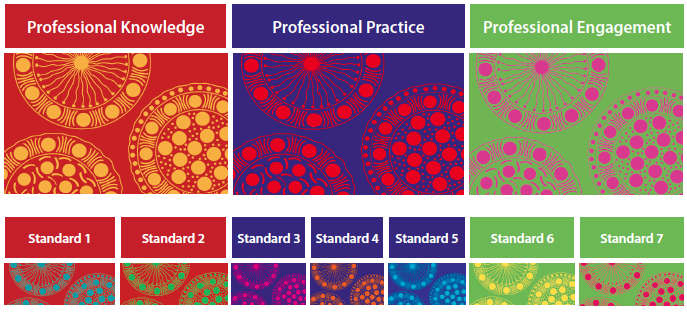 Professional Knowledge
Professional Practice
Professional Engagement
Standard 1
Standard 2
Standard 3
Standard 4
Standard 5
Standard 6
Standard 7